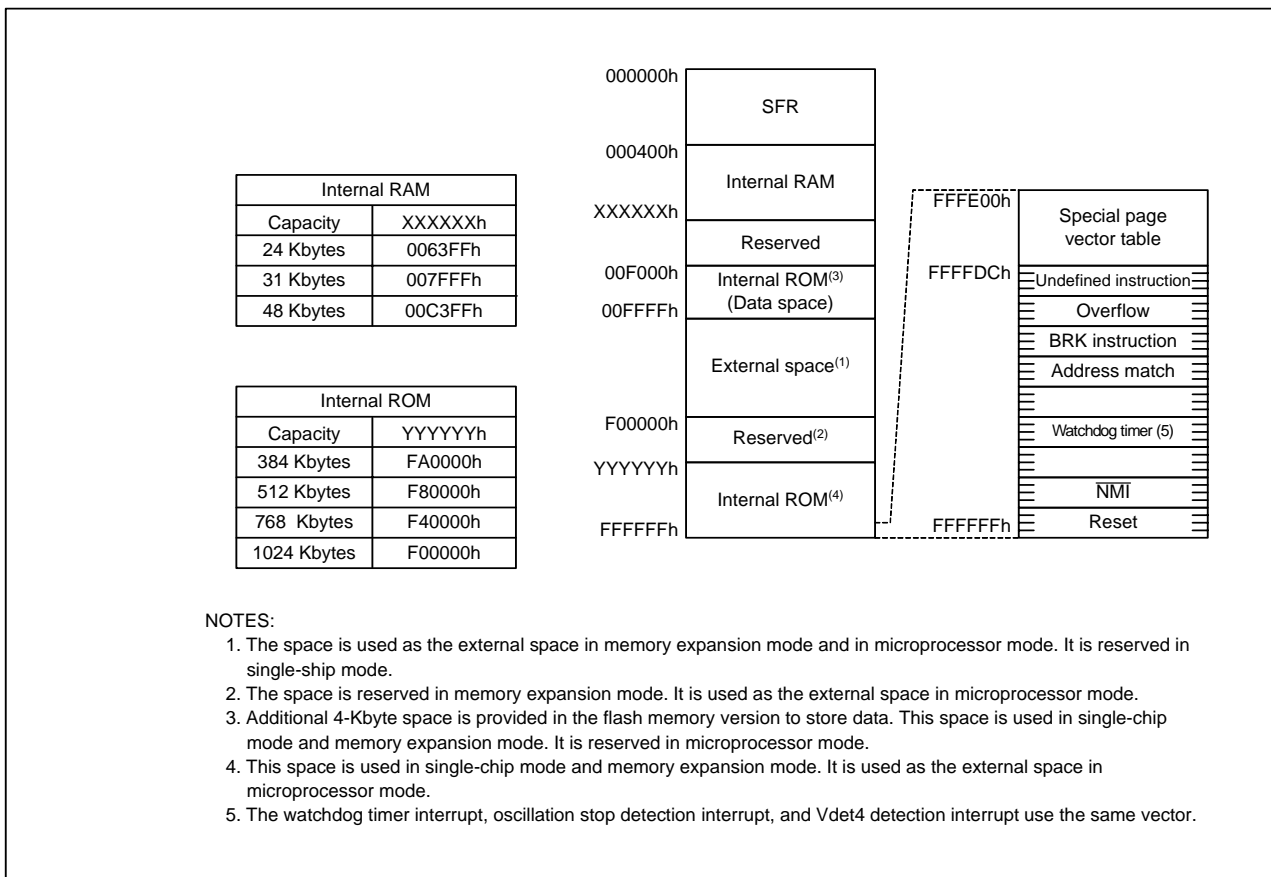 Internal RAM
Capacity XXXXXXh
24 Kbytes 0063FFh
31 Kbytes 007FFFh
48 Kbytes 00C3FFh
Internal ROM
Capacity YYYYYYh
384 Kbytes FA0000h
512 Kbytes F80000h
768 Kbytes F40000h
1024 Kbytes F00000h
000000h
SFR
000400h
Internal RAM
XXXXXXh
Reserved
00F000h
Internal ROM(3)
(Data space)
00FFFFh
External space(1)
F00000h
Reserved(2)
YYYYYYh
Internal ROM(4)
FFFFFFh
FFFE00h
Special page
vector table
FFFFDCh
Undefined instruction
Overflow
BRK instruction
Address match
Watchdog timer (5)
NMI
Reset
FFFFFFh
NOTES:
1. The space is used as the external space in memory expansion mode and in microprocessor mode. It is reserved in
single-ship mode.
2. The space is reserved in memory expansion mode. It is used as the external space in microprocessor mode.
3. Additional 4-Kbyte space is provided in the flash memory version to store data. This space is used in single-chip
mode and memory expansion mode. It is reserved in microprocessor mode.
4. This space is used in single-chip mode and memory expansion mode. It is used as the external space in
microprocessor mode.
5. The watchdog timer interrupt, oscillation stop detection interrupt, and Vdet4 detection interrupt use the same vector.